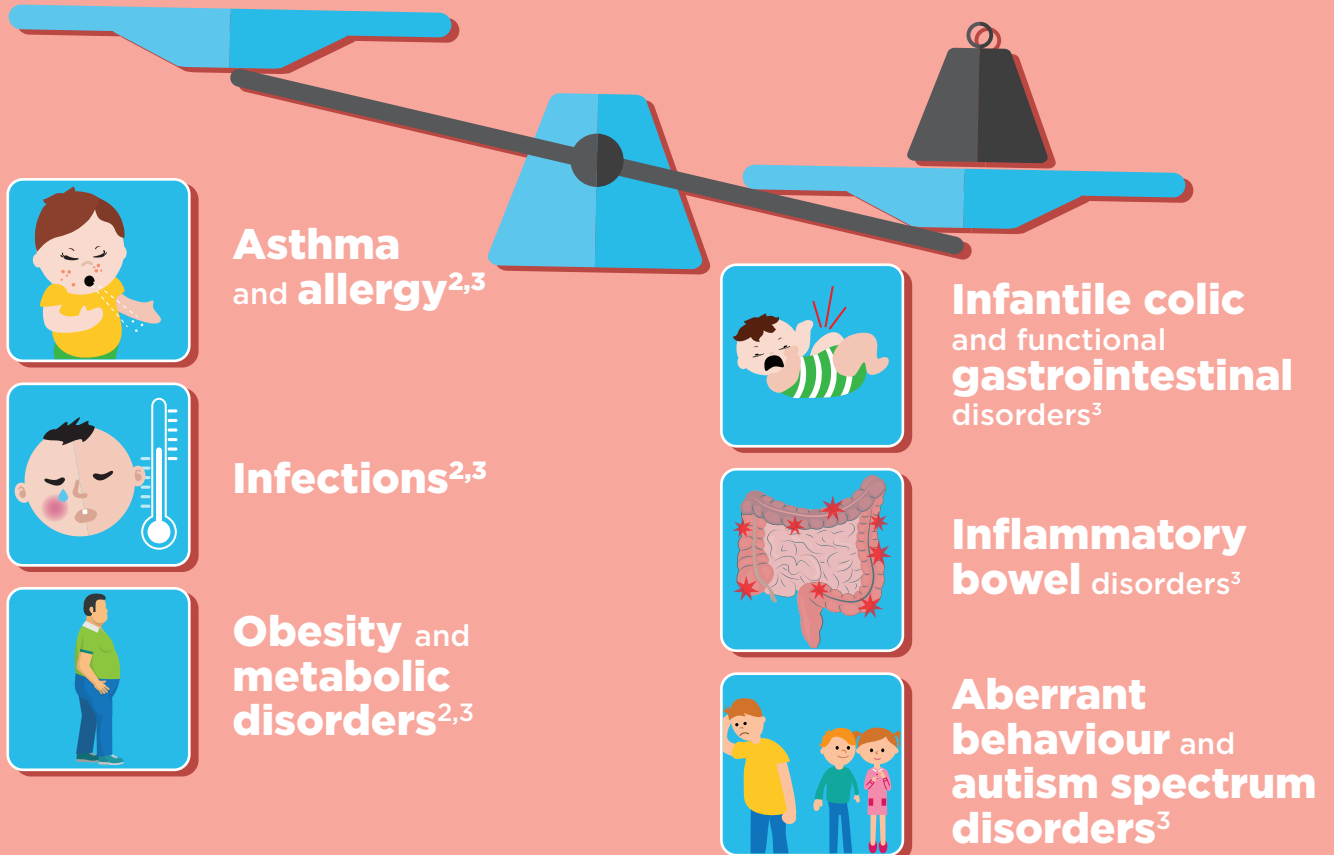 Asthma
and allergy2,3
Infections2,3
Obesity and
metabolic
disorders2,3
Infantile colic
and functional
gastrointestinal
disorders3
Inflammatory
bowel disorders3
Aberrant
behaviour and
autism spectrum
disorders3